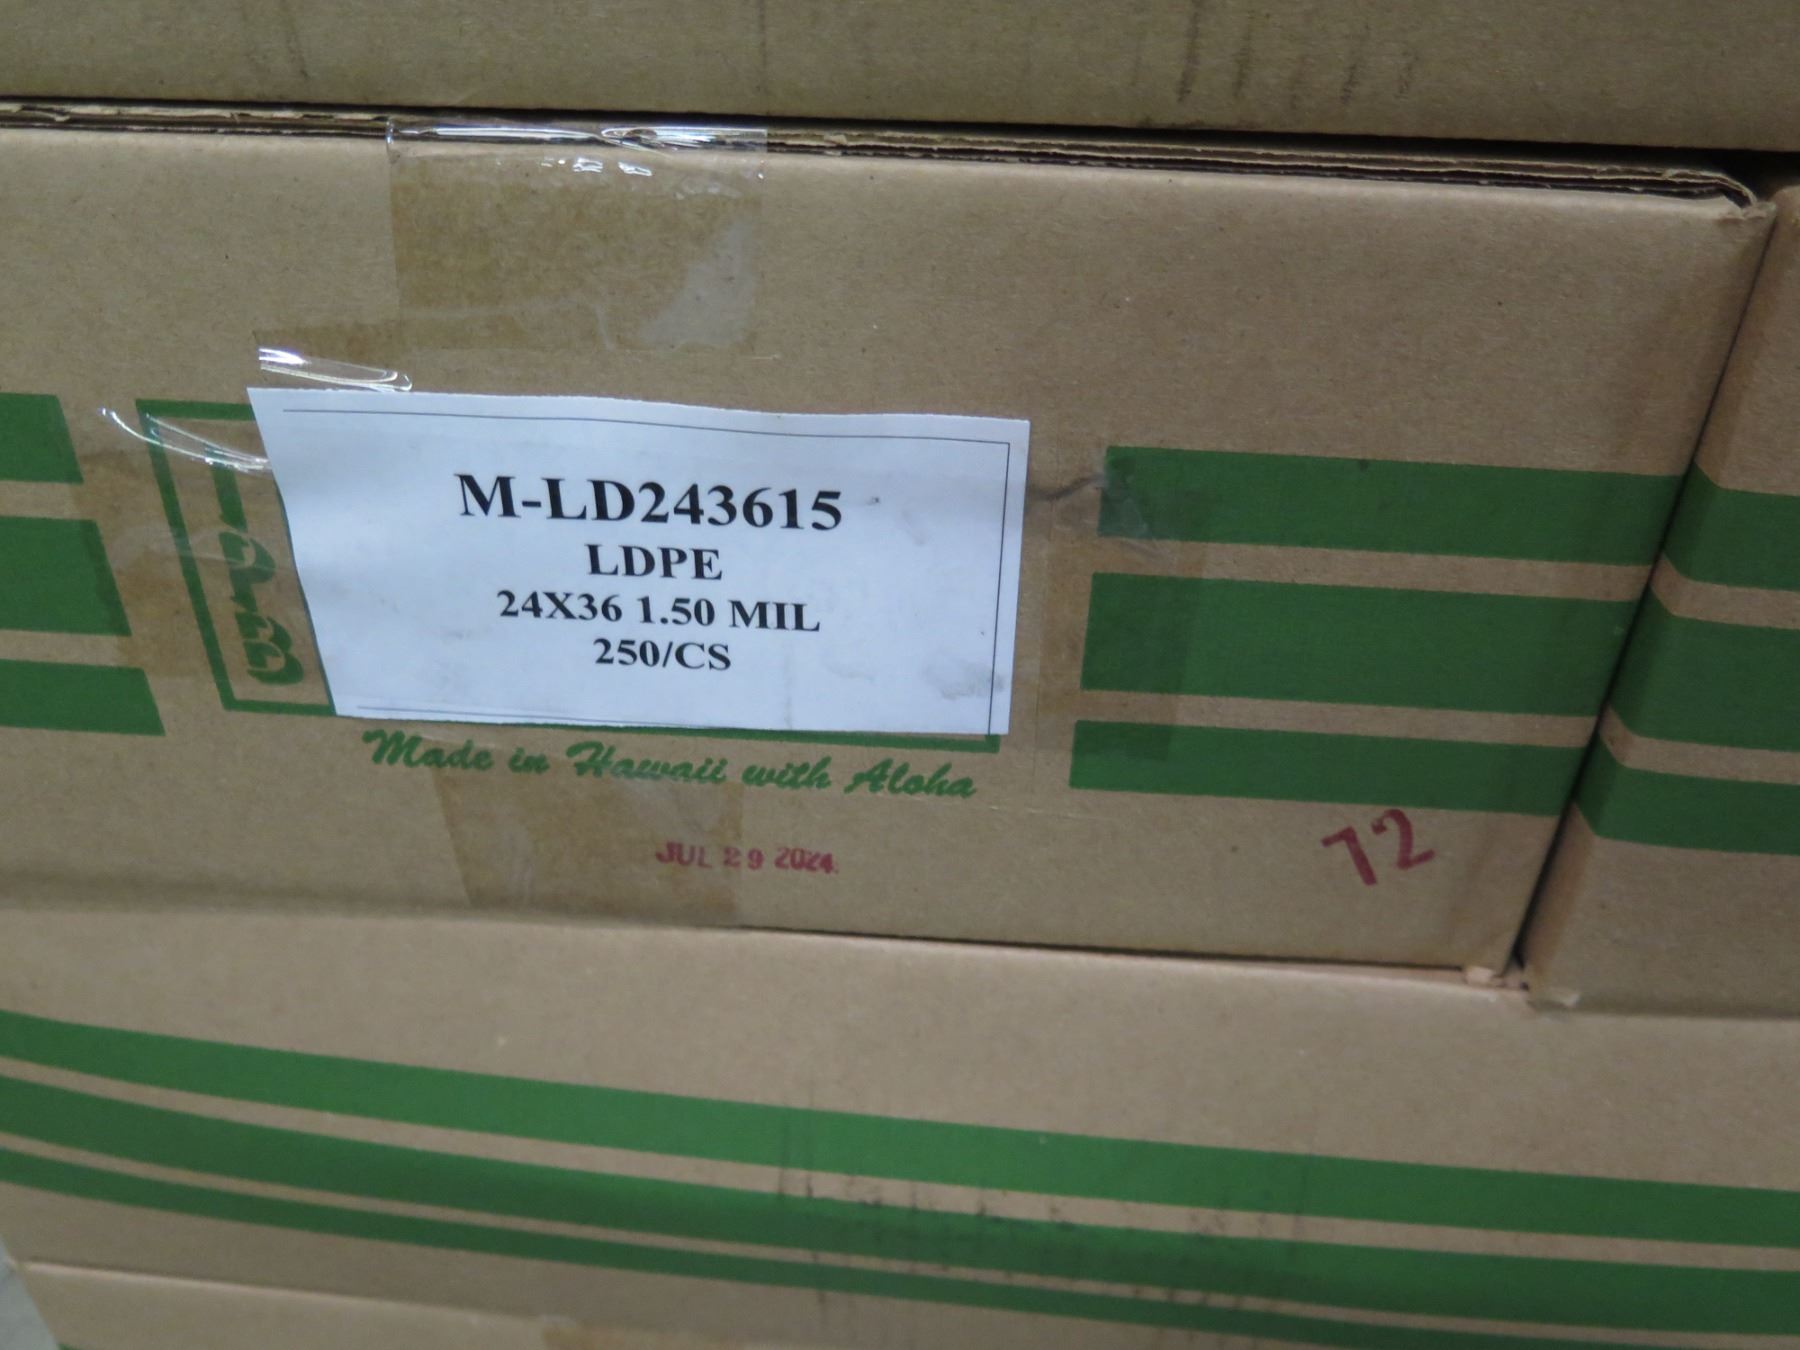 M-LD243615
LDPE
24X36 1.50 MIL
250/CS
Made in Hawaii with Aloha
JUL 29 2024
72